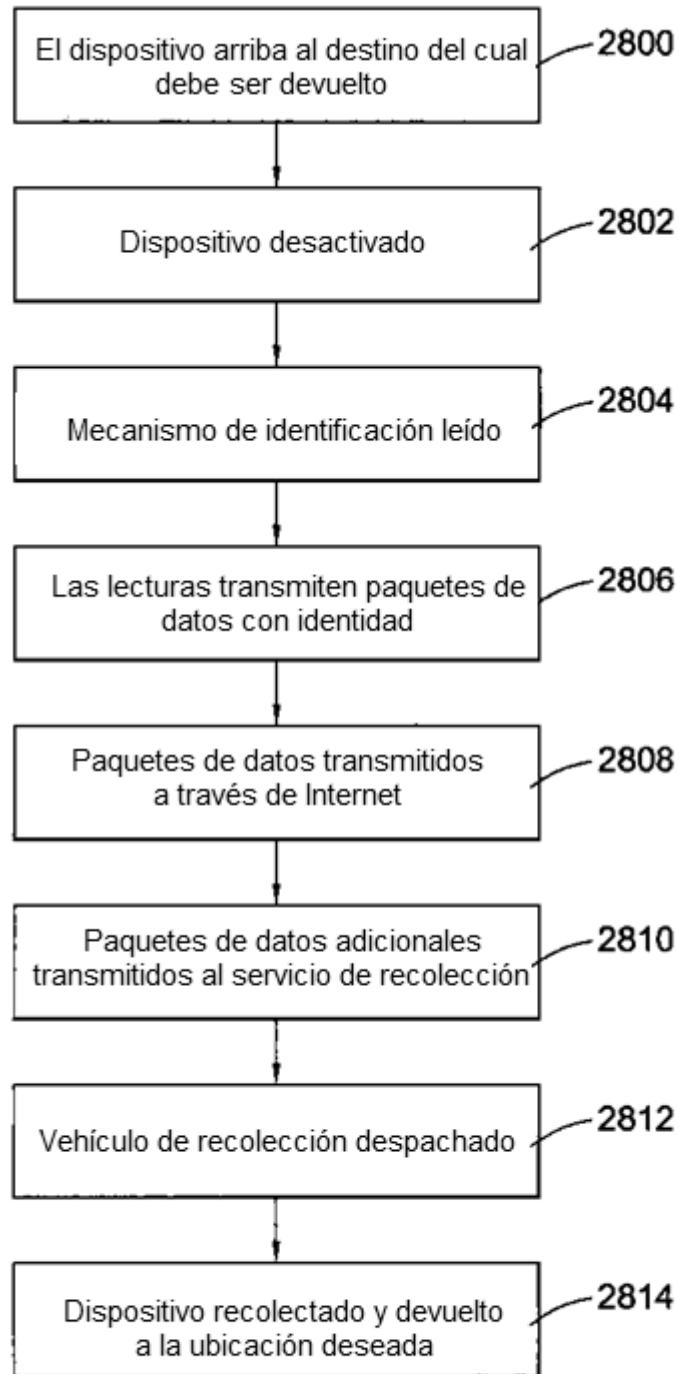 El dispositivo arriba al destino del cual
debe ser devuelto
2800
Dispositivo desactivado
2802
Mecanismo de identificación leído
2804
Las lecturas transmiten paquetes de
datos con identidad
2806
Paquetes de datos transmitidos
a través de Internet
2808
Paquetes de datos adicionales
transmitidos al servicio de recolección
2810
Vehículo de recolección despachado
2812
Dispositivo recolectado y devuelto
a la ubicación deseada
2814